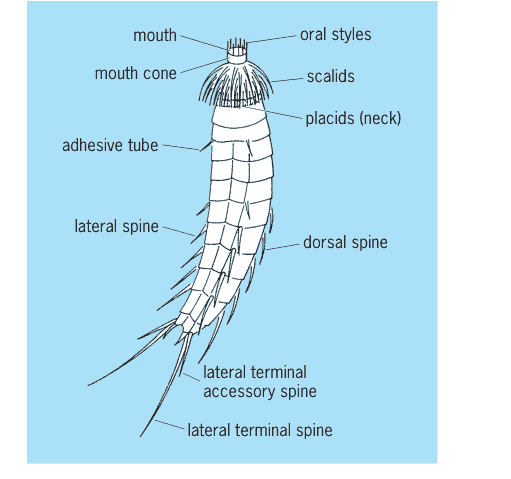 mouth
oral styles
mouth cone
scalids
placids (neck)
adhesive tube
lateral spine
dorsal spine
lateral terminal
accessory spine
lateral terminal spine